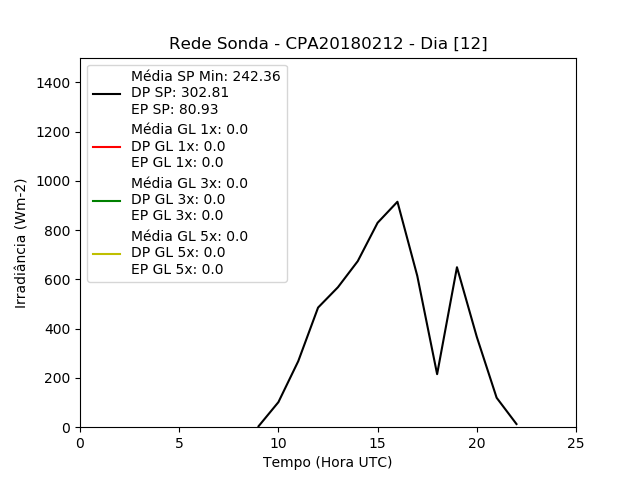 Rede Sonda - CPA20180212 - Dia [12]
Média SP Min: 242.36
DP SP: 302.81
EP SP: 80.93
Média GL 1x: 0.0
DP GL 1x: 0.0
EP GL 1x: 0.0
Média GL 3x: 0.0
DP GL 3x: 0.0
EP GL 3x: 0.0
Média GL 5x: 0.0
DP GL 5x: 0.0
EP GL 5x: 0.0
Irradiância (Wm-2)
1400
1200
1000
800
600
400
200
0
0 5 10 15 20 25
Tempo (Hora UTC)